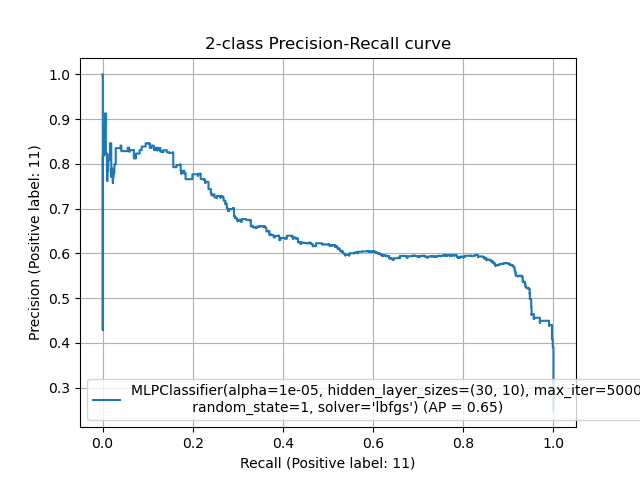 2-class Precision-Recall curve
1.0
0.9
0.8
0.7
0.6
0.5
0.4
0.3
Precision (Positive label: 11)
MLPClassifier(alpha=1e-05, hidden_layer_sizes=(30, 10), max_iter=5000
random_state=1, solver='lbfgs') (AP = 0.65)
0.0 0.2 0.4 0.6 0.8 1.0
Recall (Positive label: 11)